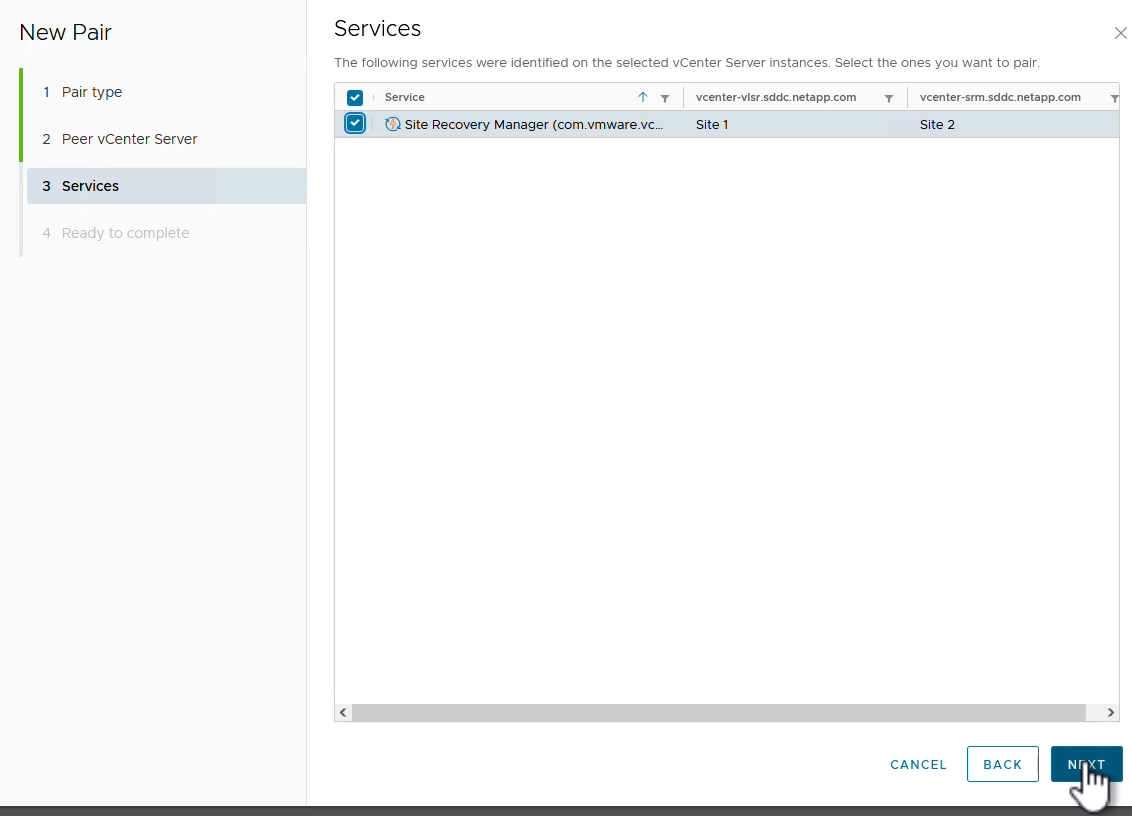 New Pair
1 Pair type
2 Peer vCenter Server
3 Services
4 Ready to complete
Services
The following services were identified on the selected vCenter Server instances. Select the ones you want to pair.
Service vcenter-vlsr.sddc.netapp.com vcenter-srm.sddc.netapp.com
Site Recovery Manager (com.vmware.vc... Site 1 Site 2
CANCEL BACK NEXT